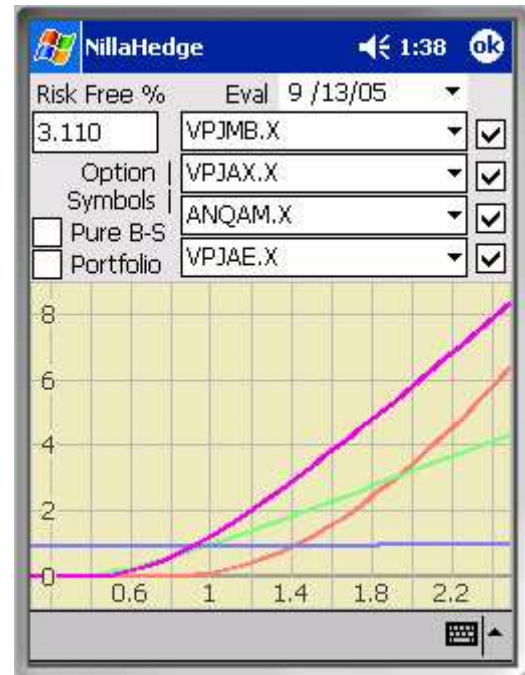 NillaHedge 1:38 ok
Risk Free % Eval 9 /13/05
3.110 VPJMB.X
Option | VPJAX.X
Symbols | ANQAM.X
Pure B-S
Portfolio VPJAE.X
8
6
4
2
0
0.6 1 1.4 1.8 2.2